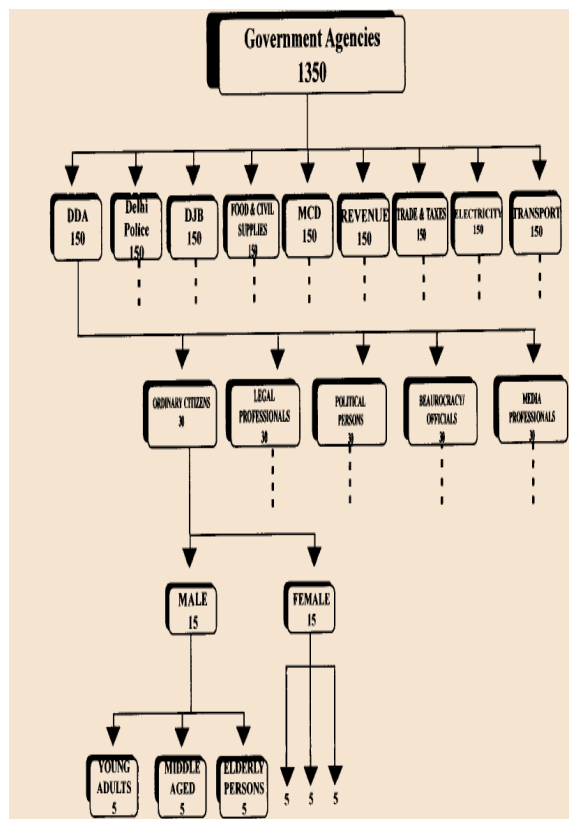 Government Agencies
1350
DDA
150
Delhi
Police
150
DJB
150
FOOD & CIVIL
SUPPLIES
150
MCD
150
REVENUE
150
TRADE & TAXES
150
ELECTRICITY
150
TRANSPORT
150
ORDINARY CITIZENS
30
LEGAL
PROFESSIONALS
30
POLITICAL
PERSONS
30
BEAUROCRACY/
OFFICIALS
30
MEDIA
PROFESSIONALS
30
MALE
15
FEMALE
15
YOUNG
ADULTS
5
MIDDLE
AGED
5
ELDERLY
PERSONS
5
5 5 5